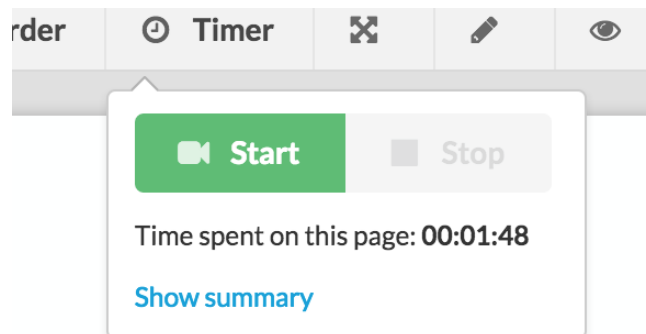 rder Timer
Start Stop
Time spent on this page: 00:01:48
Show summary